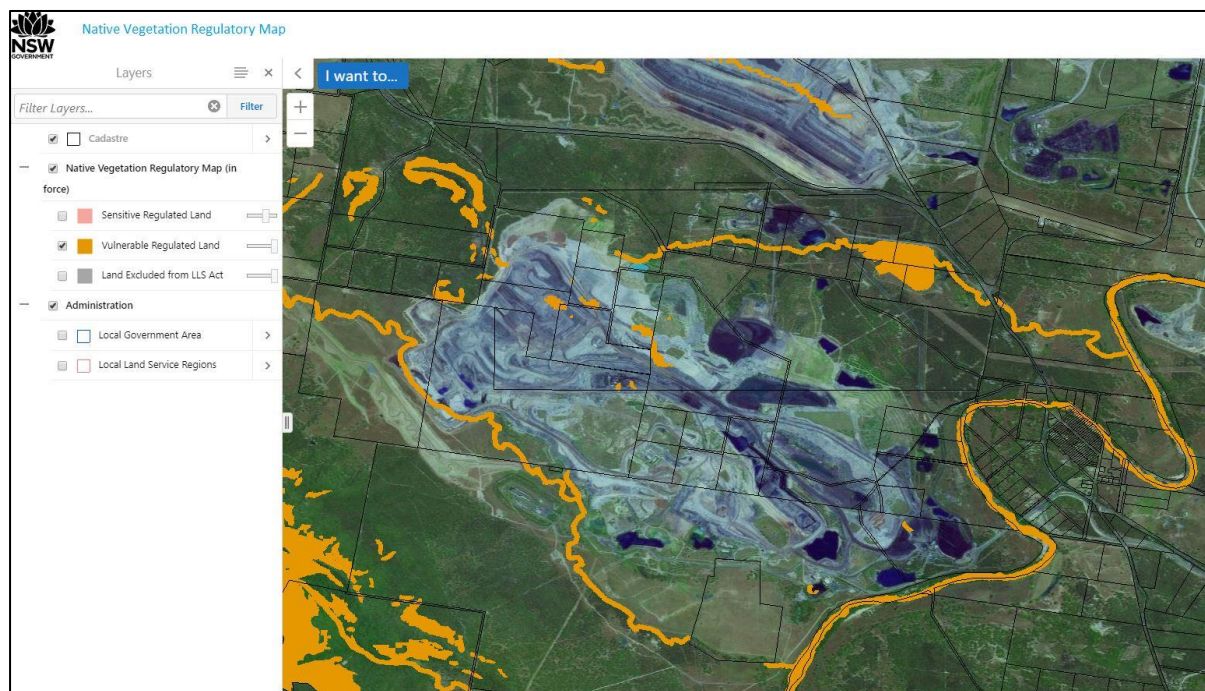 NSW
GOVERNMENT
Native Vegetation Regulatory Map
Layers
I want to...
Filter Layers...
Filter
Cadastre
Native Vegetation Regulatory Map (in
force)
Sensitive Regulated Land
Vulnerable Regulated Land
Land Excluded from LLS Act
Administration
Local Government Area
Local Land Service Regions